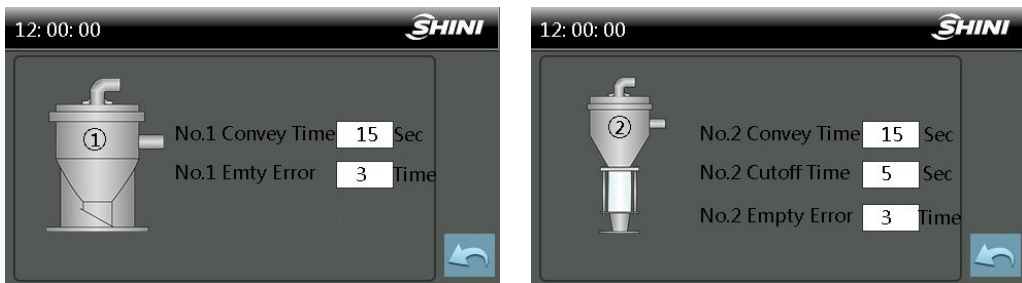 12: 00: 00 SHINI
① No.1 Convey Time 15 Sec
No.1 Emty Error 3 Time
12: 00: 00 SHINI
② No.2 Convey Time 15 Sec
No.2 Cutoff Time 5 Sec
No.2 Empty Error 3 Time